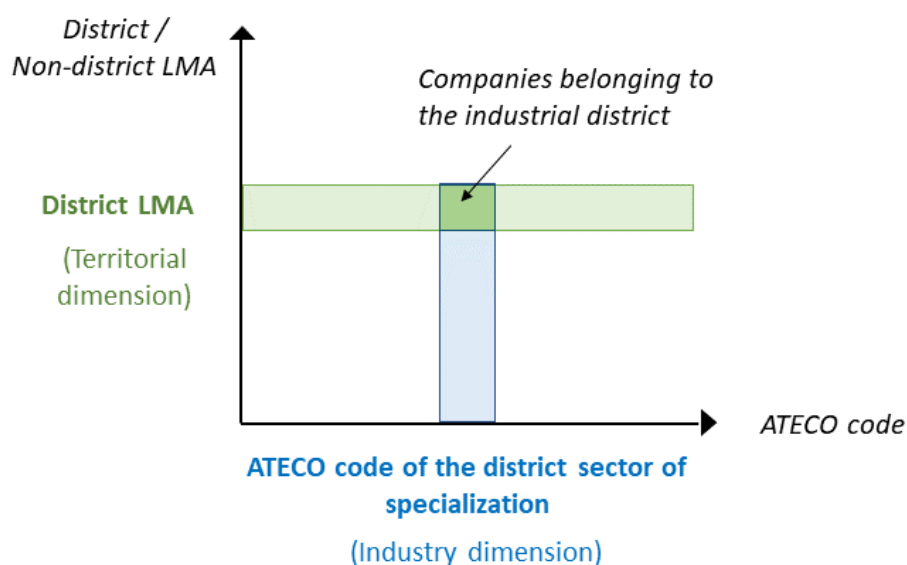 District /
Non-district LMA
Companies belonging to
the industrial district
District LMA
(Territorial
dimension)
ATECO code
ATECO code of the district sector of
specialization
(Industry dimension)